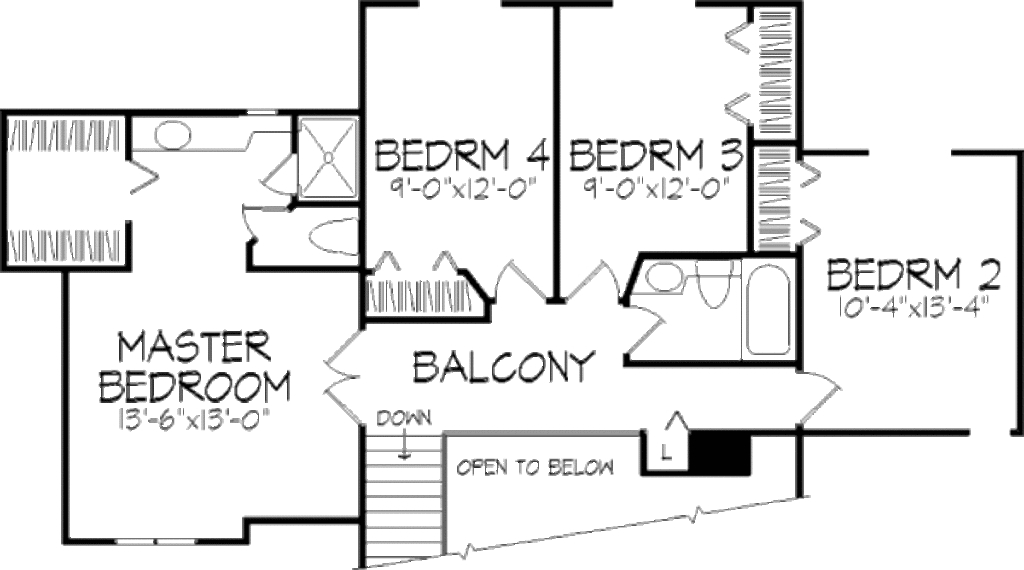 BEDRM 4
9'-0"x12'-0"
BEDRM 3
9'-0"x12'-0"
BEDRM 2
10'-4"x13'-4"
MASTER
BEDROOM
13'-6"x13'-0"
BALCONY
DOWN
OPEN TO BELOW
L